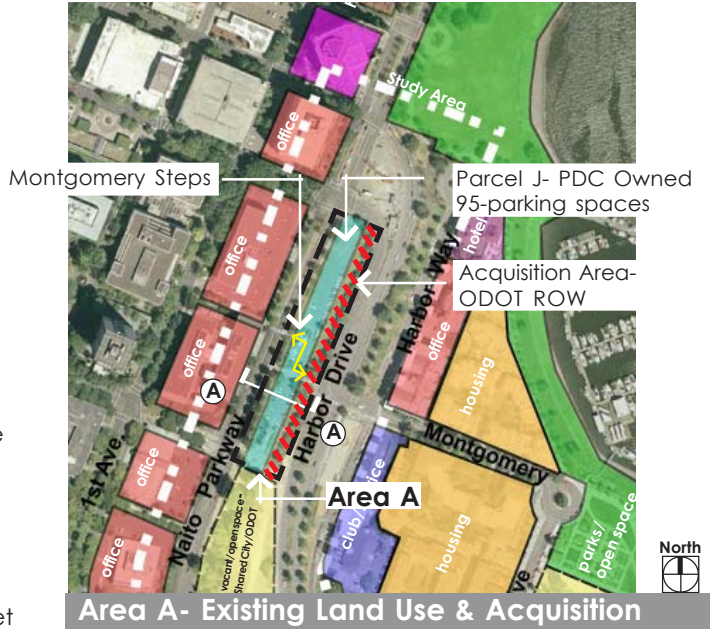 Study Area
office
Montgomery Steps
Parcel J- PDC Owned
95-parking spaces
hotel
office
Acquisition Area-
ODOT ROW
Harbor Way
office
office
housing
A
Harbor Drive
A
Montgomery
1st Ave.
Naito Parkway
Area A
office
club/
housing
parks/
open space
office
vacant/openspace-
Shared City/ODOT
North
et
Area A- Existing Land Use & Acquisition